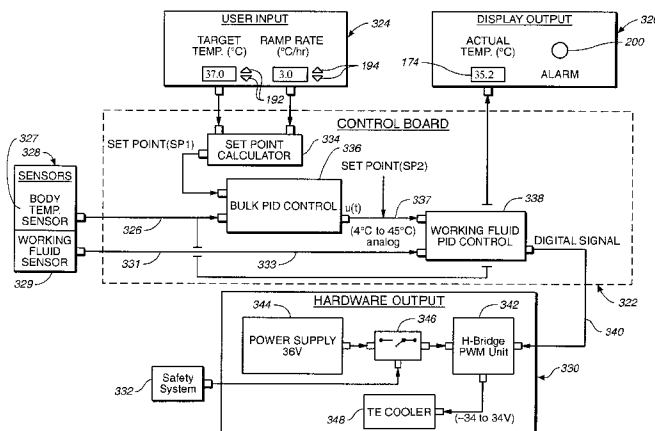 USER INPUT
324
TARGET TEMP. (°C)
RAMP RATE (°C/hr)
37.0
3.0
192
194
DISPLAY OUTPUT
320
ACTUAL TEMP. (°C)
200
174
35.2
ALARM
CONTROL BOARD
327
328
SENSORS
BODY TEMP SENSOR
WORKING FLUID SENSOR
329
SET POINT(SP1)
SET POINT CALCULATOR
334
336
SET POINT(SP2)
BULK PID CONTROL
u(t)
337
338
326
(4°C to 45°C) analog
WORKING FLUID PID CONTROL
DIGITAL SIGNAL
331
333
322
340
HARDWARE OUTPUT
344
346
342
POWER SUPPLY 36V
H-Bridge PWM Unit
330
332
Safety System
348
TE COOLER
(-34 to 34V)